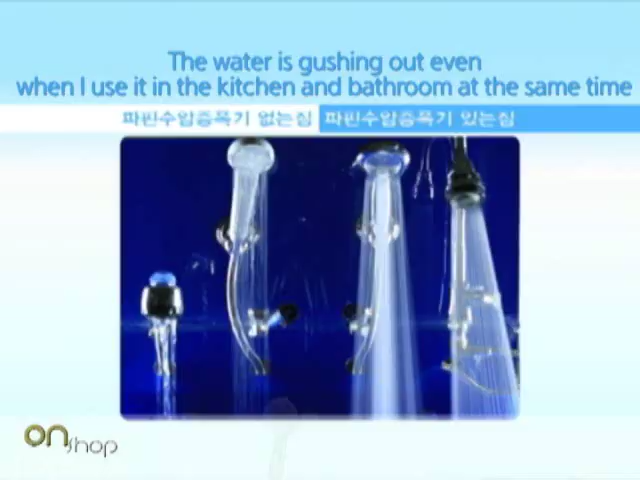 The water is gushing out even
when I use it in the kitchen and bathroom at the same time
파핀수압증폭기 없는집 파핀수압증폭기 있는집
on shop